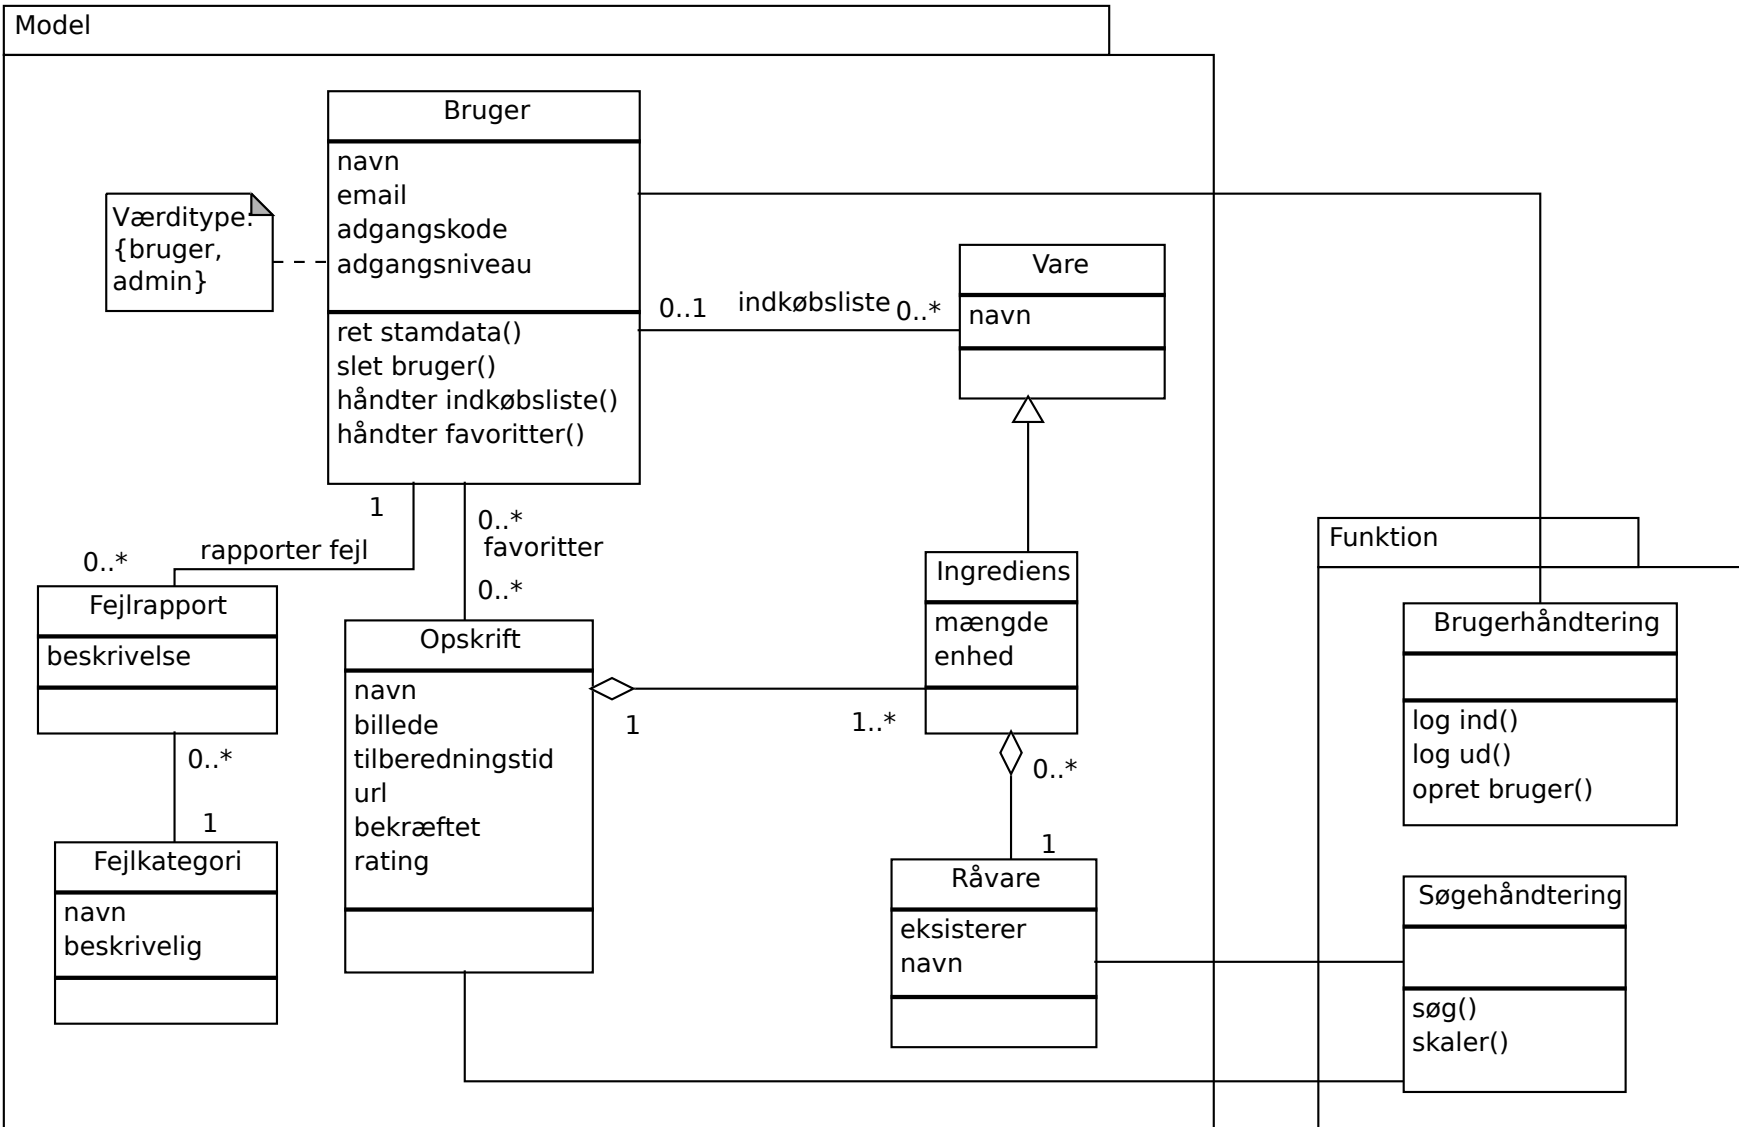 Model
Bruger
navn
email
adgangskode
adgangsniveau
ret stamdata()
slet bruger()
håndter indkøbsliste()
håndter favoritter()
Værditype:
{bruger,
admin}
0..1
indkøbsliste
0..*
Vare
navn
1
0..*
rapporter fejl
0..*
favoritter
0..*
Fejlrapport
beskrivelse
0..*
1
Fejlkategori
navn
beskrivelig
Opskrift
navn
billede
tilberedningstid
url
bekræftet
rating
1
1..*
Ingrediens
mængde
enhed
0..*
1
Råvare
eksisterer
navn
Funktion
Brugerhåndtering
log ind()
log ud()
opret bruger()
Søgehåndtering
søg()
skaler()